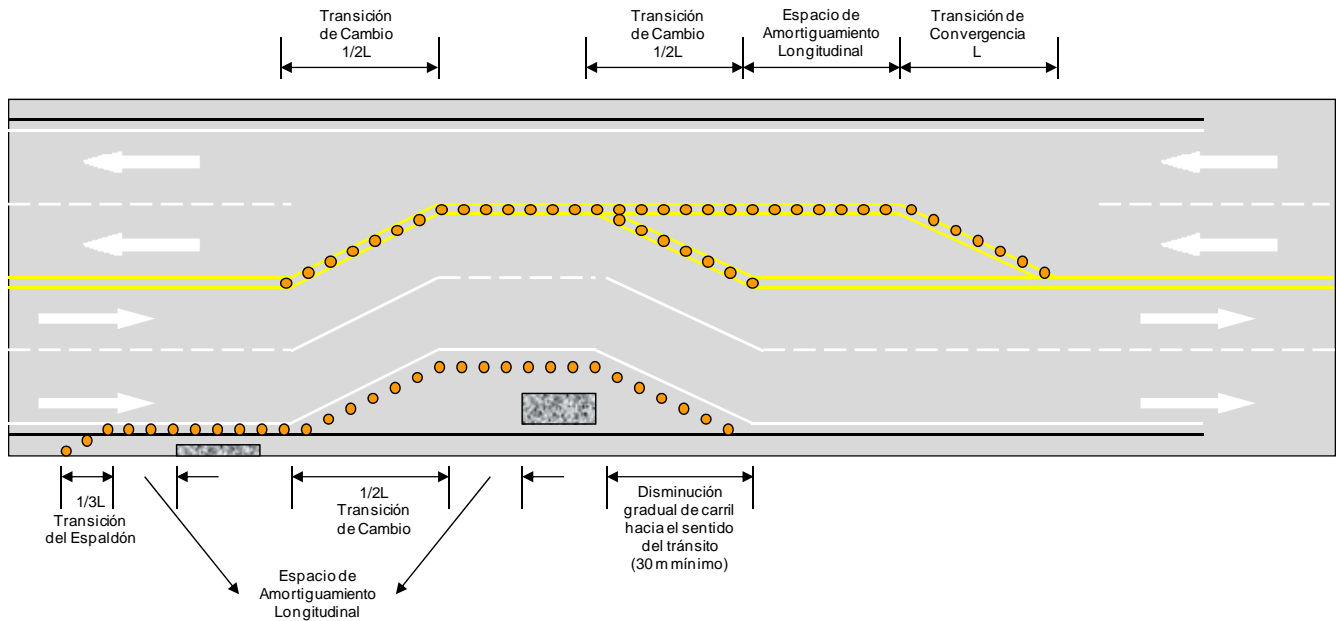 Transición
de Cambio
1/2L
Transición
de Cambio
1/2L
Espacio de
Amortiguamiento
Longitudinal
Transición de
Convergencia
L
1/3L
Transición
del Espaldón
1/2L
Transición
de Cambio
Disminución
gradual de carril
hacia el sentido
del tránsito
(30 m mínimo)
Espacio de
Amortiguamiento
Longitudinal